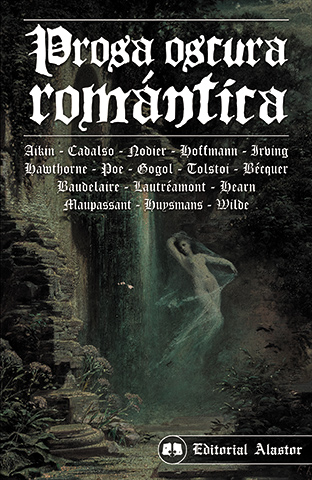 Prosa oscura
romántica
Aikin - Cadalso - Nodier - Hoffmann - Irving
Hawthorne - Poe - Gogol - Tolstoi - Bécquer
Baudelaire - Lautréamont - Hearn
Maupassant - Huysmans - Wilde
Editorial Alastor